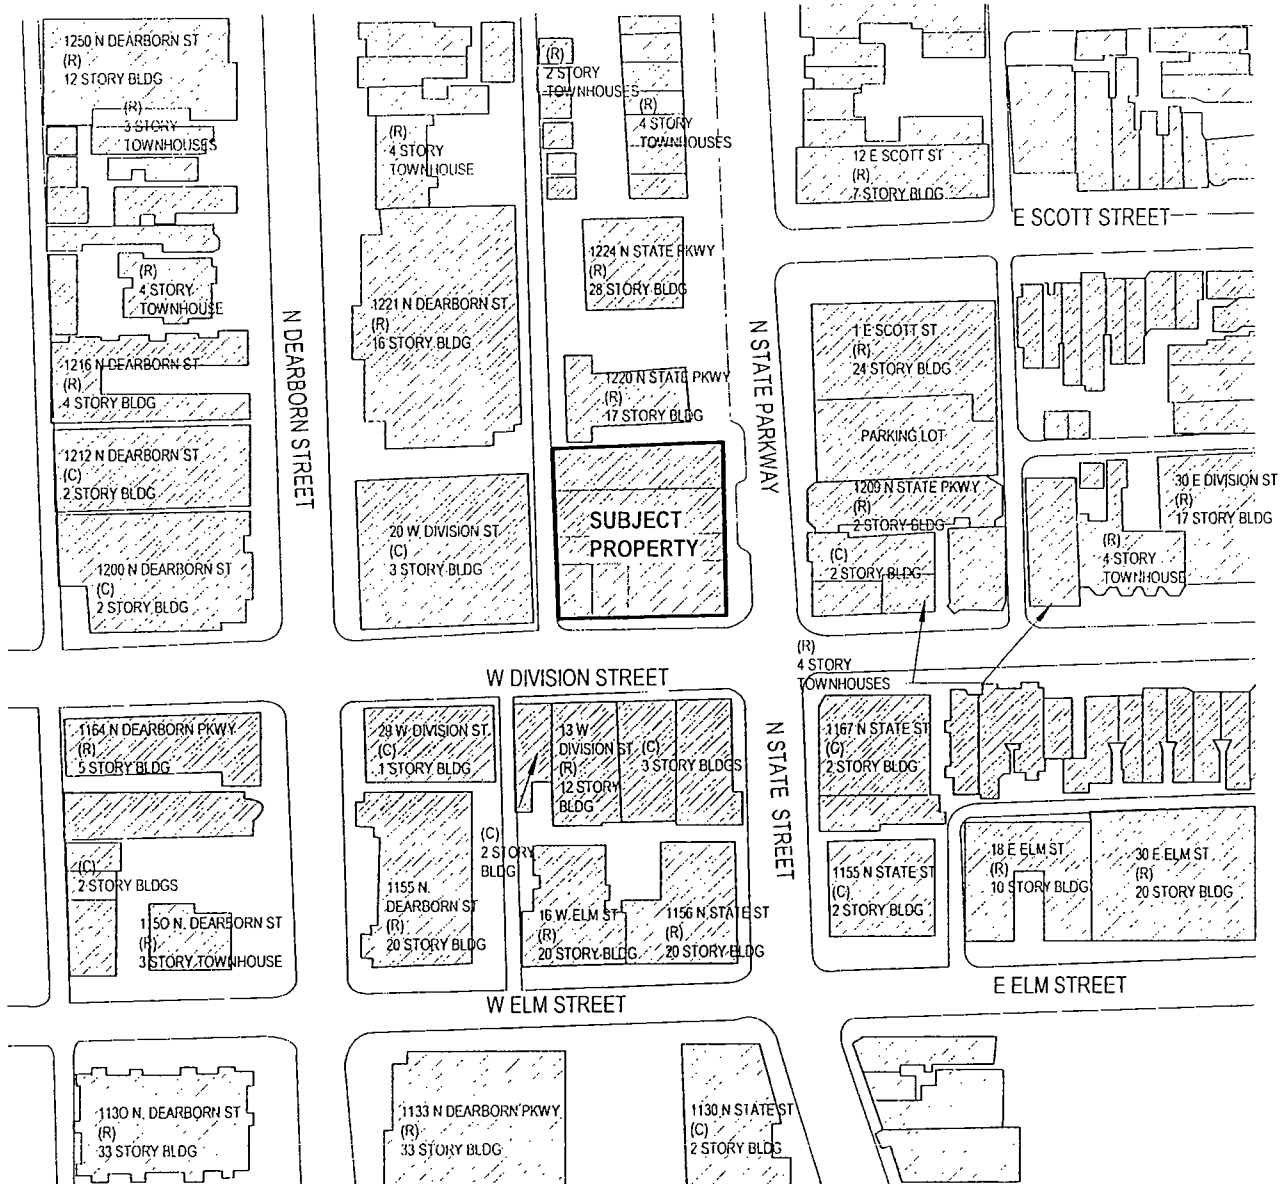 1250 N DEARBORN ST
(R)
12 STORY BLDG
(R)
3 STORY
TOWNHOUSES
(R)
4 STORY
TOWNHOUSE
(R)
2 STORY
TOWNHOUSES
(R)
4 STORY
TOWNHOUSES
12 E SCOTT ST
(R)
7 STORY BLDG
E SCOTT STREET
(R)
4 STORY
TOWNHOUSE
1221 N DEARBORN ST
(R)
16 STORY BLDG
1224 N STATE PKWY
(R)
28 STORY BLDG
N DEARBORN STREET
N STATE PARKWAY
1 E SCOTT ST
(R)
24 STORY BLDG
1216 N DEARBORN ST
(R)
4 STORY BLDG
1220 N STATE PKWY
(R)
17 STORY BLDG
PARKING LOT
1212 N DEARBORN ST
(C)
2 STORY BLDG
1209 N STATE PKWY
(R)
2 STORY BLDG
30 E DIVISION ST
(R)
17 STORY BLDG
20 W DIVISION ST
(C)
3 STORY BLDG
SUBJECT
PROPERTY
(C)
2 STORY BLDG
(R)
4 STORY
TOWNHOUSE
1200 N DEARBORN ST
(C)
2 STORY BLDG
(R)
4 STORY
TOWNHOUSES
W DIVISION STREET
1164 N DEARBORN PKWY
(R)
5 STORY BLDG
29 W DIVISION ST
(C)
1 STORY BLDG
13 W
DIVISION ST
(R)
12 STORY
BLDG
(C)
3 STORY BLDGS
N STATE STREET
1167 N STATE ST
(C)
2 STORY BLDG
(C)
2 STORY BLDGS
(C)
2 STORY
BLDG
1155 N.
DEARBORN ST
(R)
20 STORY BLDG
16 W. ELM ST
(R)
20 STORY BLDG
1156 N STATE ST
(R)
20 STORY BLDG
1155 N STATE ST
(C)
2 STORY BLDG
18 E ELM ST
(R)
10 STORY BLDG
30 E ELM ST
(R)
20 STORY BLDG
1150 N. DEARBORN ST
(R)
3 STORY TOWNHOUSE
W ELM STREET
E ELM STREET
1130 N. DEARBORN ST
(R)
33 STORY BLDG
1133 N DEARBORN PKWY
(R)
33 STORY BLDG
1130 N STATE ST
(C)
2 STORY BLDG